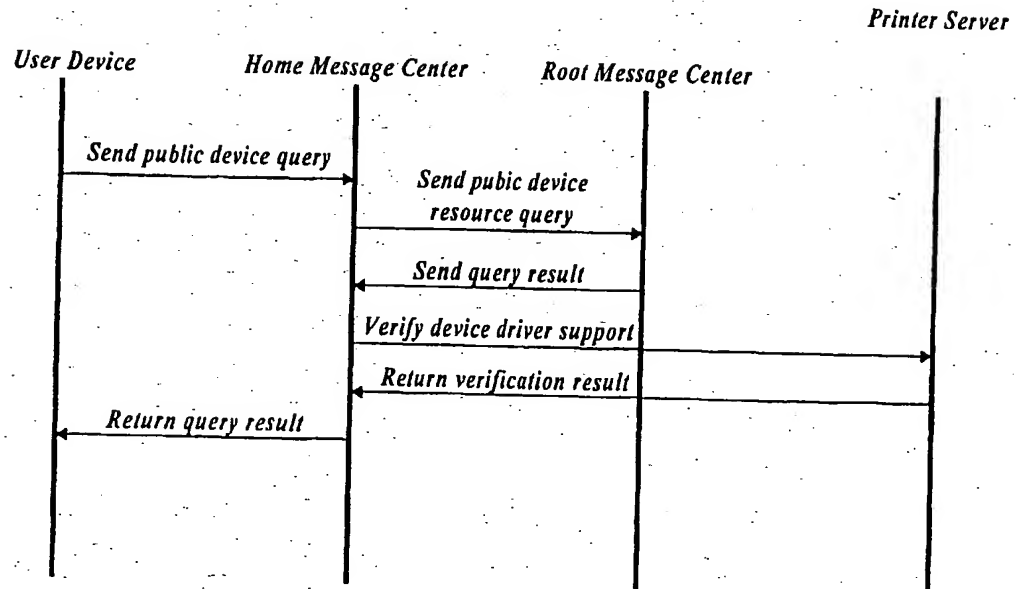 Printer Server
User Device
Home Message Center
Root Message Center
Send public device query
Send pubic device
resource query
Send query result
Verify device driver support
Return verification result
Return query result